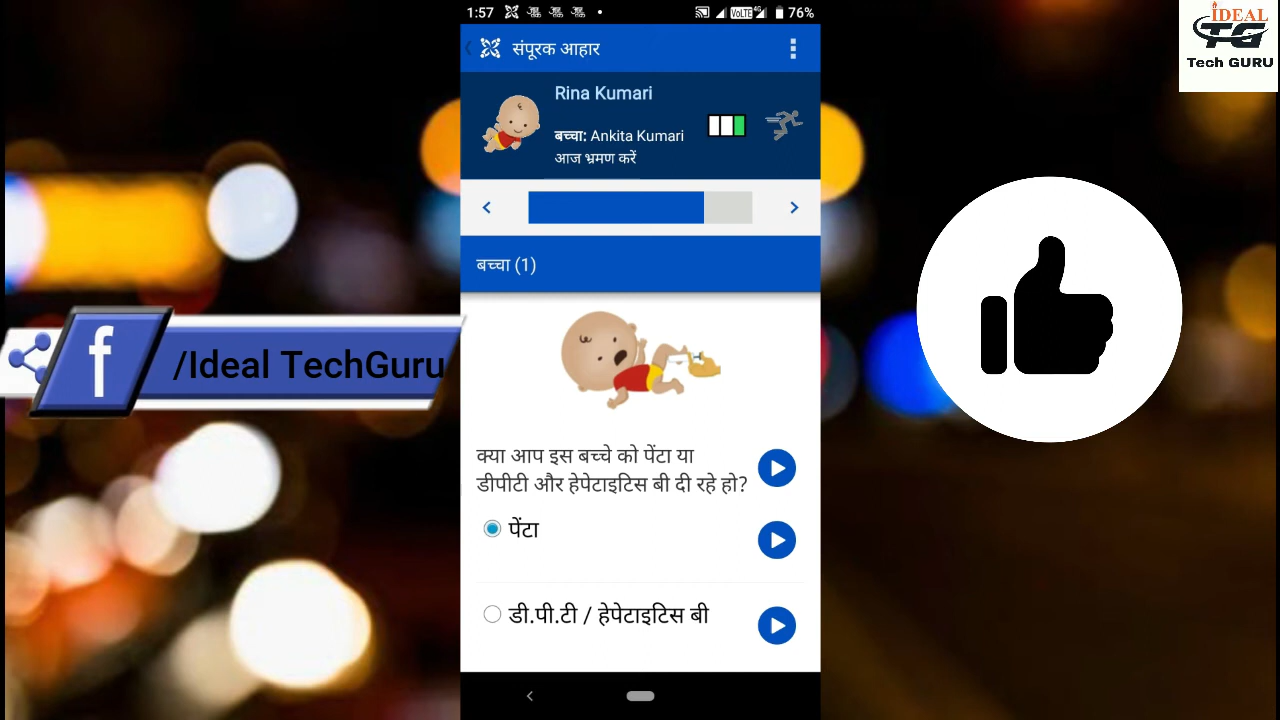 1:57
VoLTE 4G
76%
संपूरक आहार
Rina Kumari
बच्चा: Ankita Kumari
आज भ्रमण करें
बच्चा (1)
क्या आप इस बच्चे को पेंटा या
डीपीटी और हेपेटाइटिस बी दी रहे हो?
पेंटा
डी.पी.टी / हेपेटाइटिस बी
f
/Ideal TechGuru
IDEAL
TG
Tech GURU